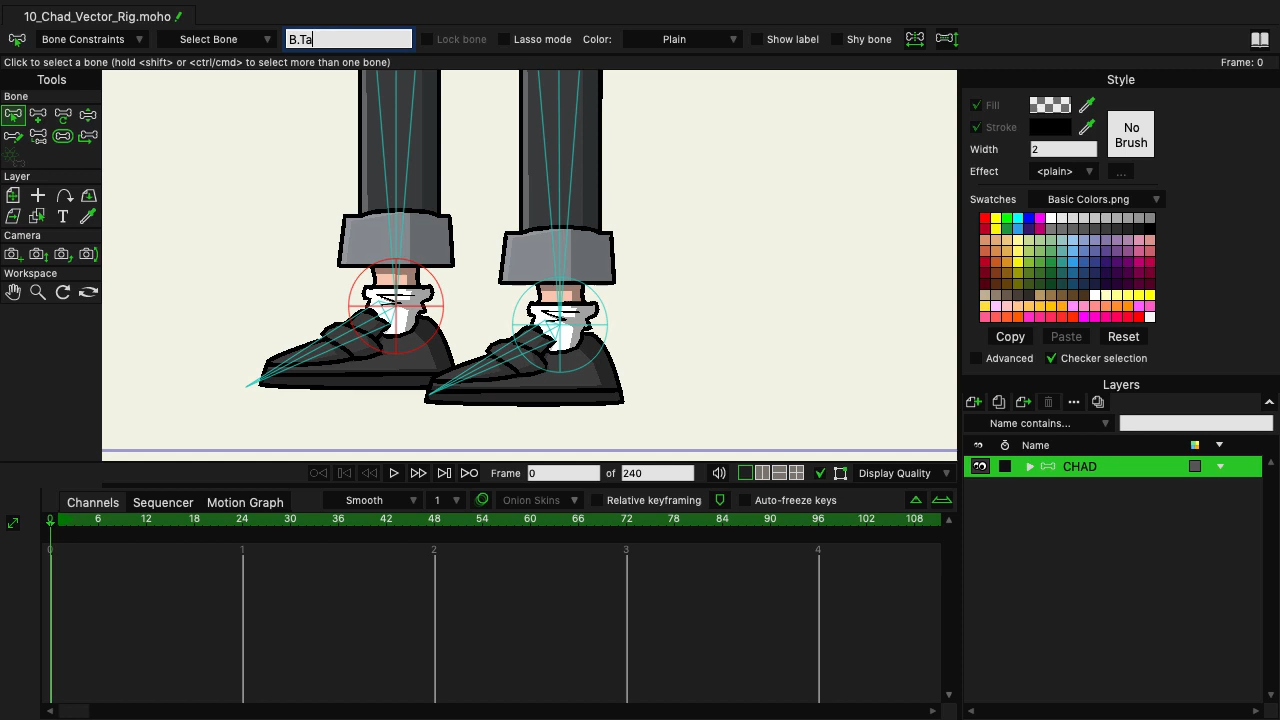 10_Chad_Vector_Rig.moho
Bone Constraints
Select Bone
B.Ta
Lock bone
Lasso mode
Color:
Plain
Show label
Shy bone
Click to select a bone (hold <shift> or <ctrl/cmd> to select more than one bone)
Frame: 0
Tools
Bone
Layer
T
Camera
Workspace
Style
Fill
Stroke
No
Brush
Width
2
Effect
<plain>
...
Swatches
Basic Colors.png
Copy
Paste
Reset
Advanced
Checker selection
Layers
Name contains...
Name
CHAD
Frame
0
of
240
Display Quality
Channels
Sequencer
Motion Graph
Smooth
1
Onion Skins
Relative keyframing
Auto-freeze keys
0 6 12 18 24 30 36 42 48 54 60 66 72 78 84 90 96 102 108
0 1 2 3 4